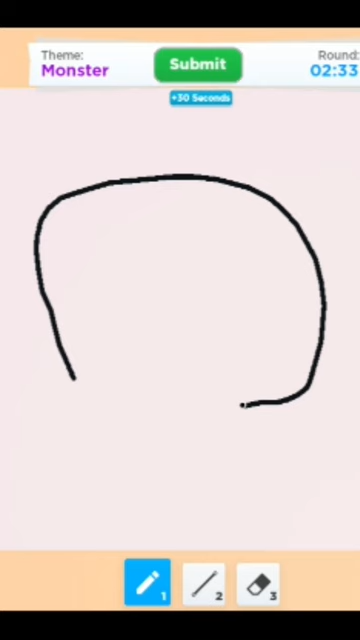 Theme:
Monster
Submit
Round:
02:33
+30 Seconds
1
2
3